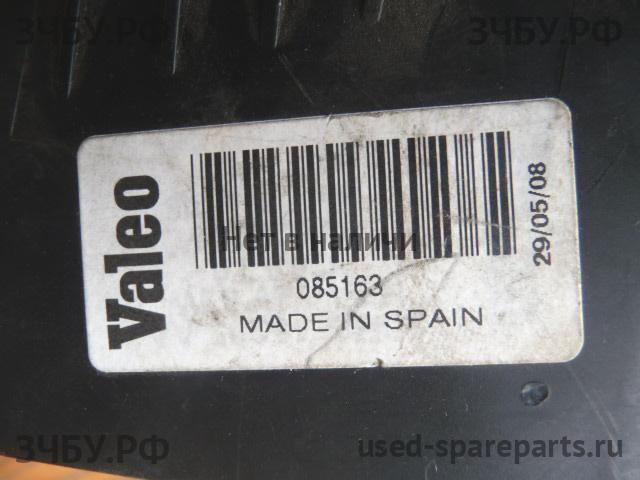 ЗЧБУ.РФ
ЗЧБУ.РФ
Valeo
29/05/08
Нет в наличии
085163
MADE IN SPAIN
ЗЧБУ.РФ
used-spareparts.ru